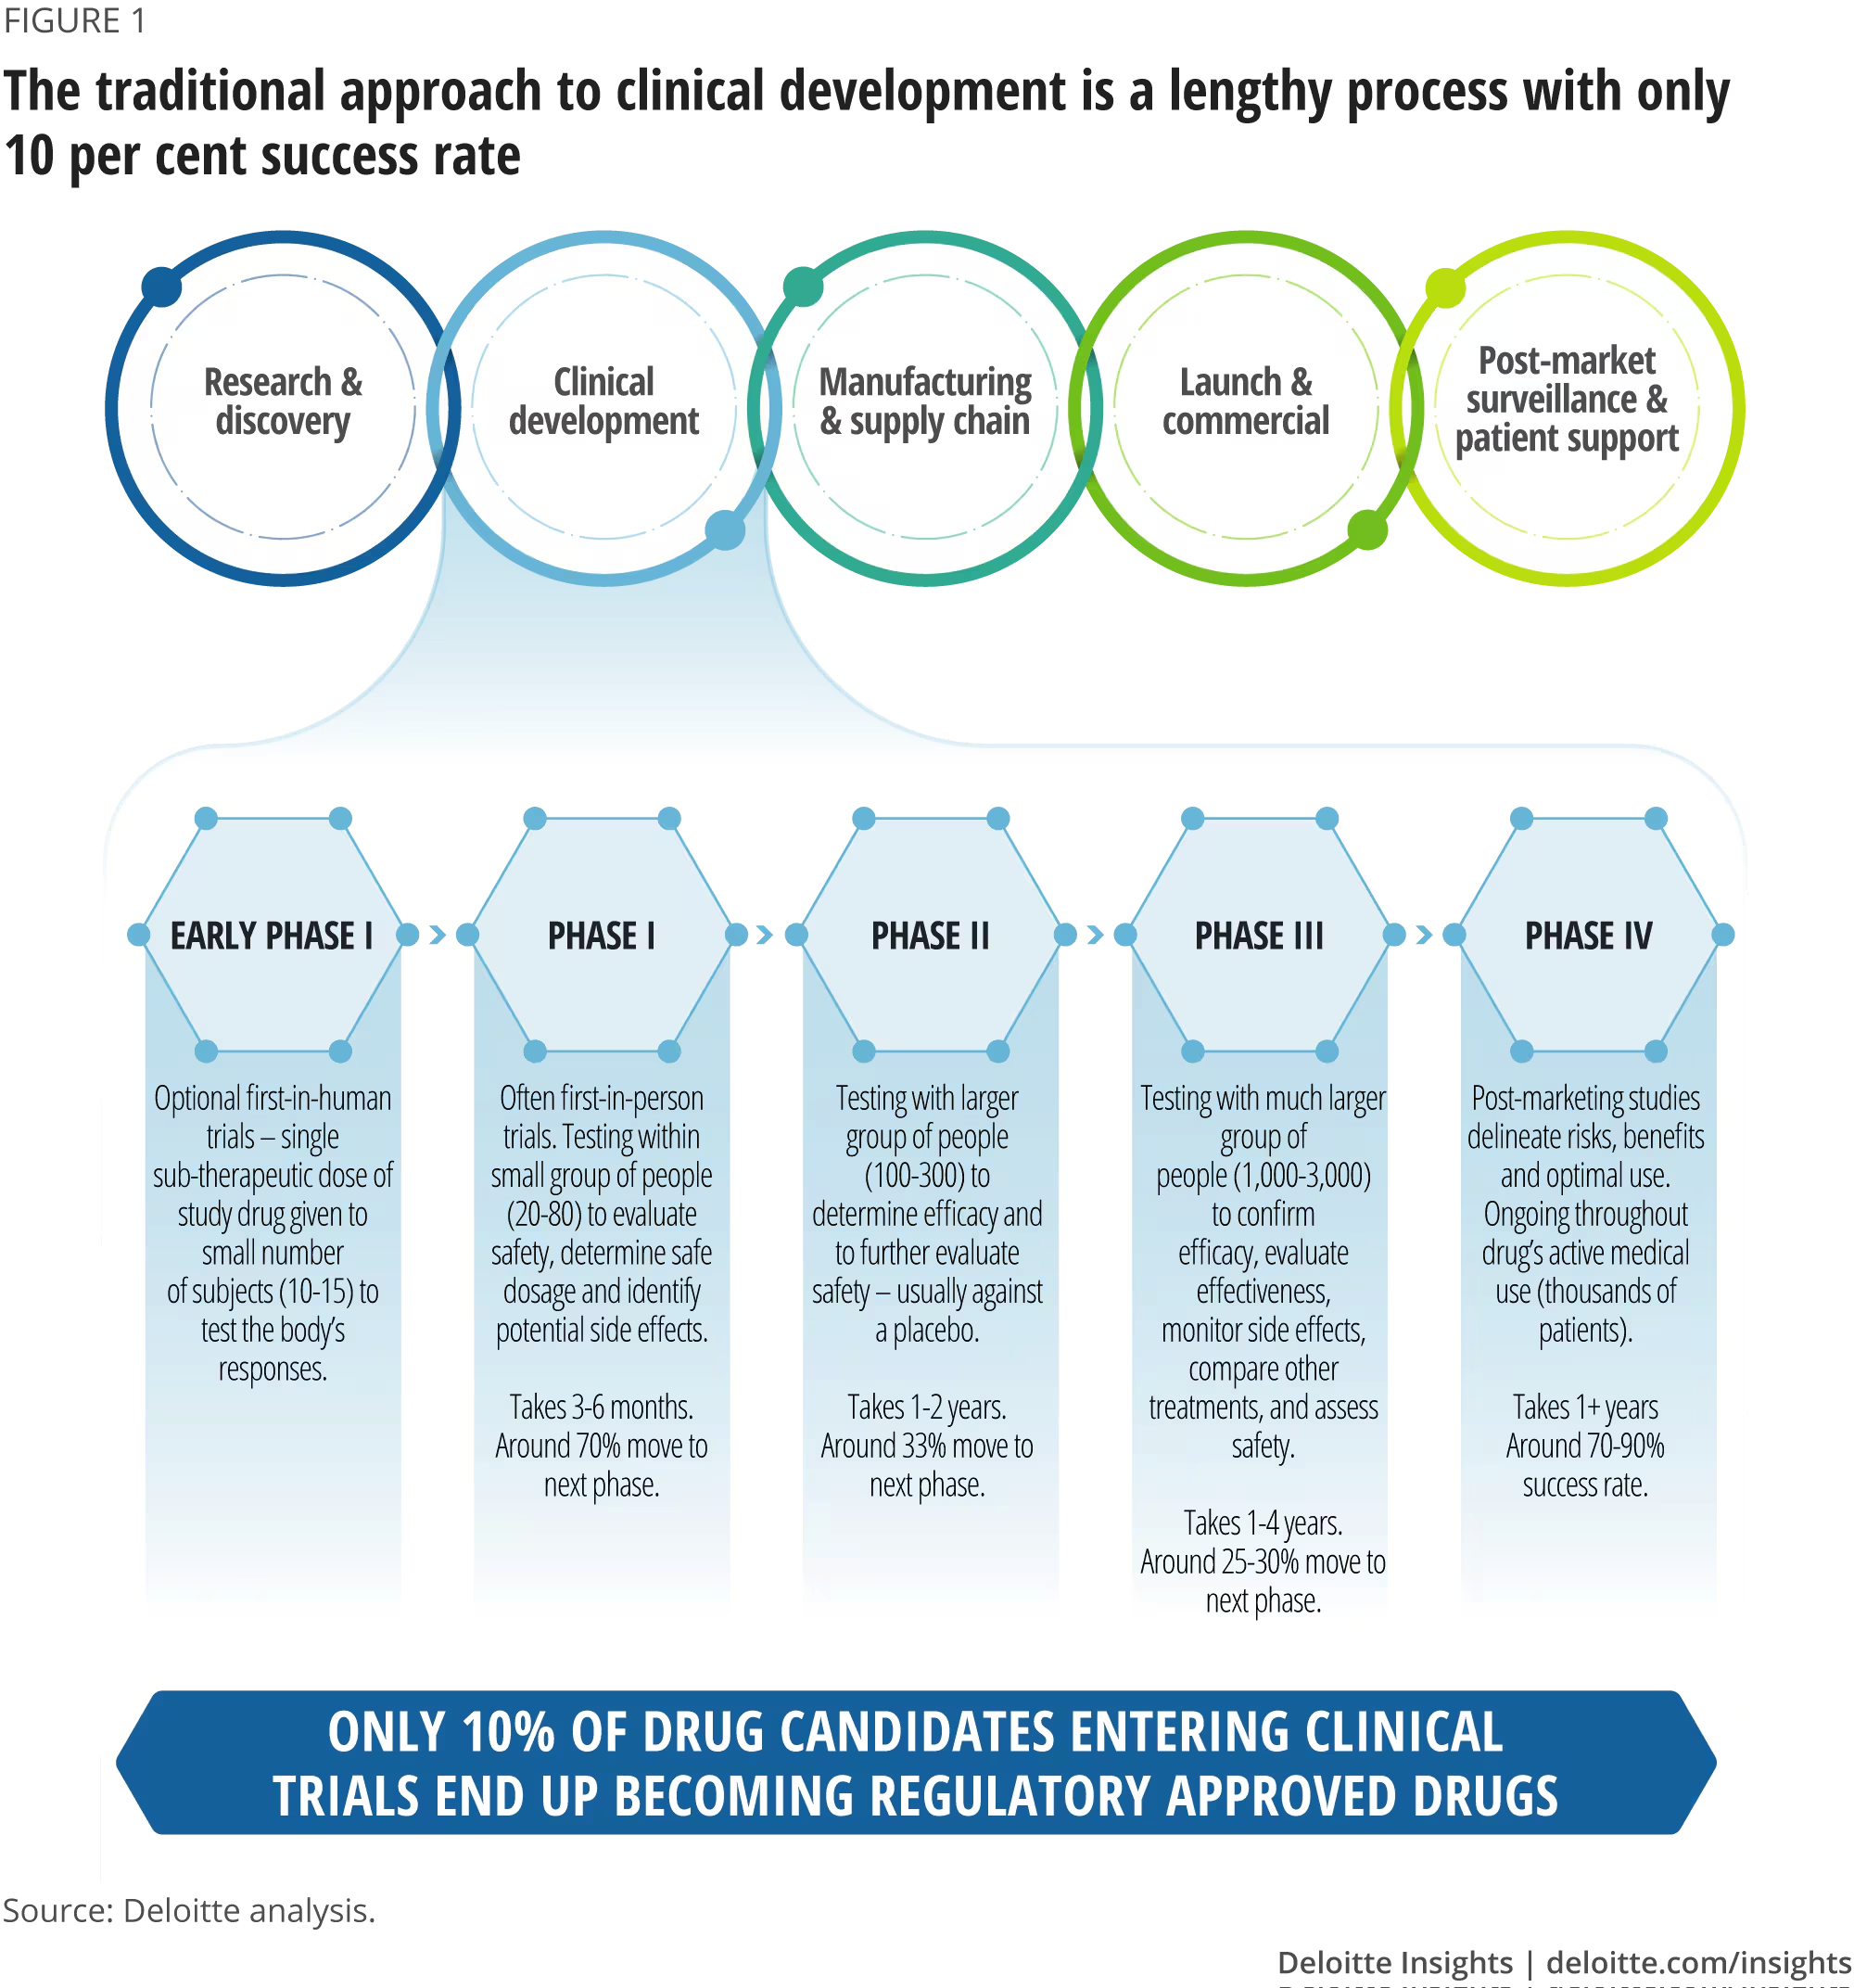 FIGURE 1
The traditional approach to clinical development is a lengthy process with only
10 per cent success rate
Research &
discovery
Clinical
development
Manufacturing
& supply chain
Launch &
commercial
Post-market
surveillance &
patient support
EARLY PHASE I
Optional first-in-human
trials – single
sub-therapeutic dose of
study drug given to
small number
of subjects (10-15) to
test the body’s
responses.
PHASE I
Often first-in-person
trials. Testing within
small group of people
(20-80) to evaluate
safety, determine safe
dosage and identify
potential side effects.
Takes 3-6 months.
Around 70% move to
next phase.
PHASE II
Testing with larger
group of people
(100-300) to
determine efficacy and
to further evaluate
safety – usually against
a placebo.
Takes 1-2 years.
Around 33% move to
next phase.
PHASE III
Testing with much larger
group of
people (1,000-3,000)
to confirm
efficacy, evaluate
effectiveness,
monitor side effects,
compare other
treatments, and assess
safety.
Takes 1-4 years.
Around 25-30% move to
next phase.
PHASE IV
Post-marketing studies
delineate risks, benefits
and optimal use.
Ongoing throughout
drug’s active medical
use (thousands of
patients).
Takes 1+ years
Around 70-90%
success rate.
ONLY 10% OF DRUG CANDIDATES ENTERING CLINICAL
TRIALS END UP BECOMING REGULATORY APPROVED DRUGS
Source: Deloitte analysis.
Deloitte Insights | deloitte.com/insights